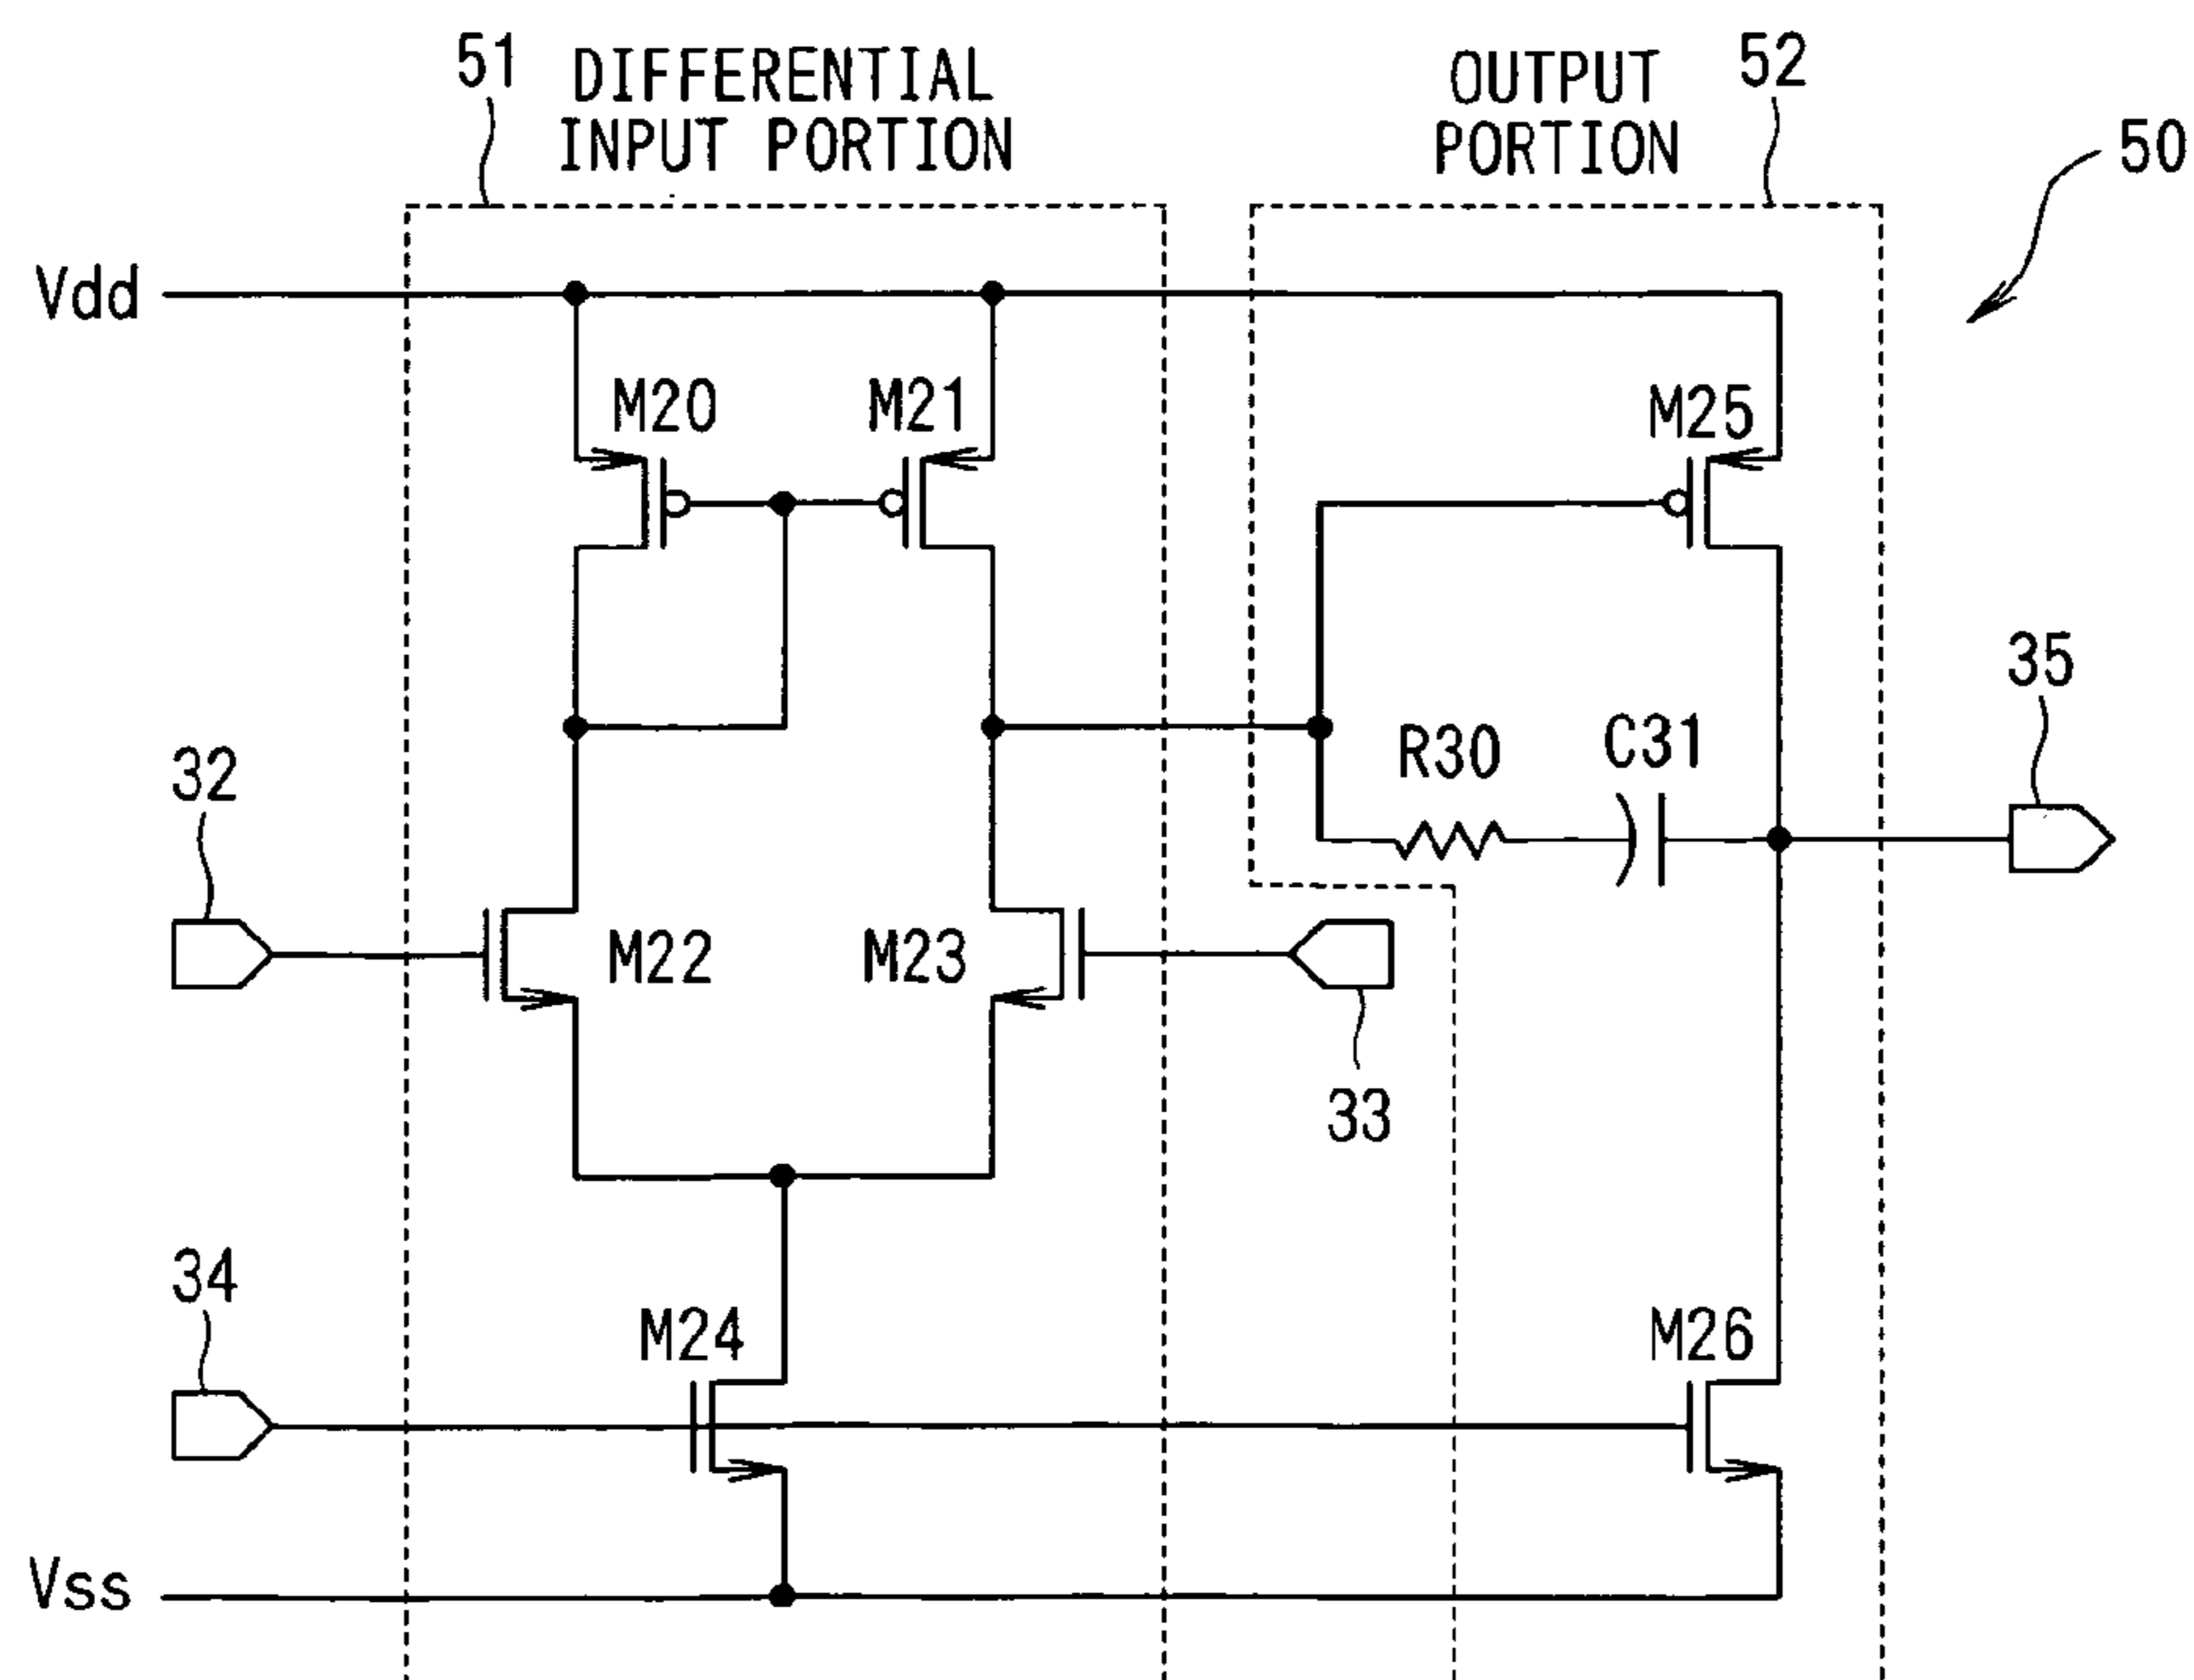 51 DIFFERENTIAL
INPUT PORTION
OUTPUT
PORTION
52
50
Vdd
M20
M21
M25
35
R30
C31
32
M22
M23
33
34
M24
M26
Vss